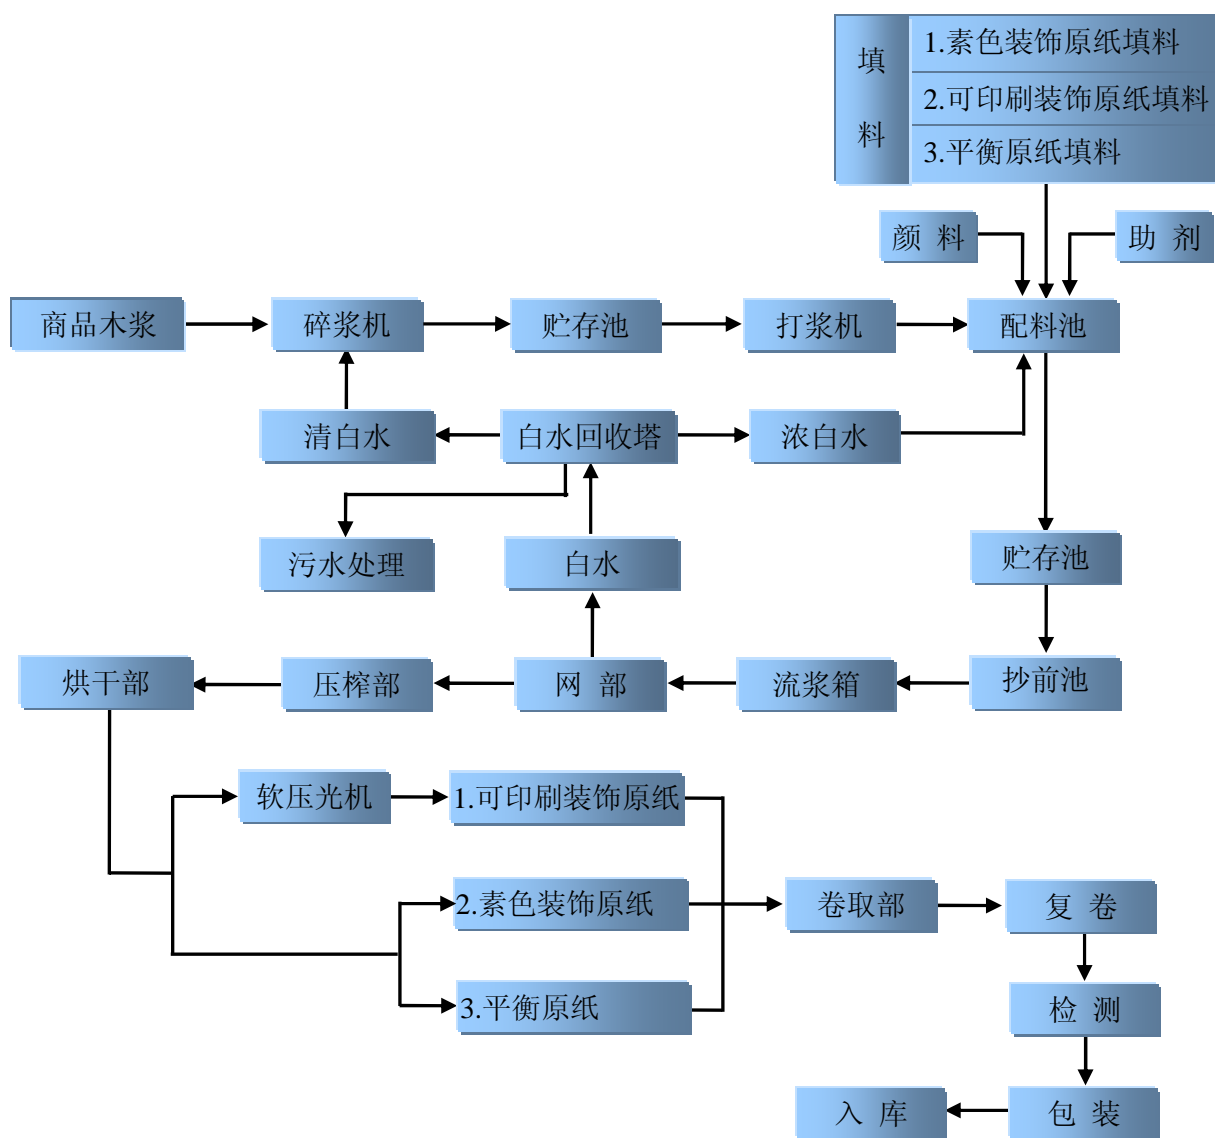 填
料
1.素色装饰原纸填料
2.可印刷装饰原纸填料
3.平衡原纸填料
颜 料
助 剂
商品木浆
碎浆机
贮存池
打浆机
配料池
清白水
白水回收塔
浓白水
污水处理
白水
贮存池
烘干部
压榨部
网 部
流浆箱
抄前池
软压光机
1.可印刷装饰原纸
2.素色装饰原纸
卷取部
复 卷
3.平衡原纸
检 测
入 库
包 装